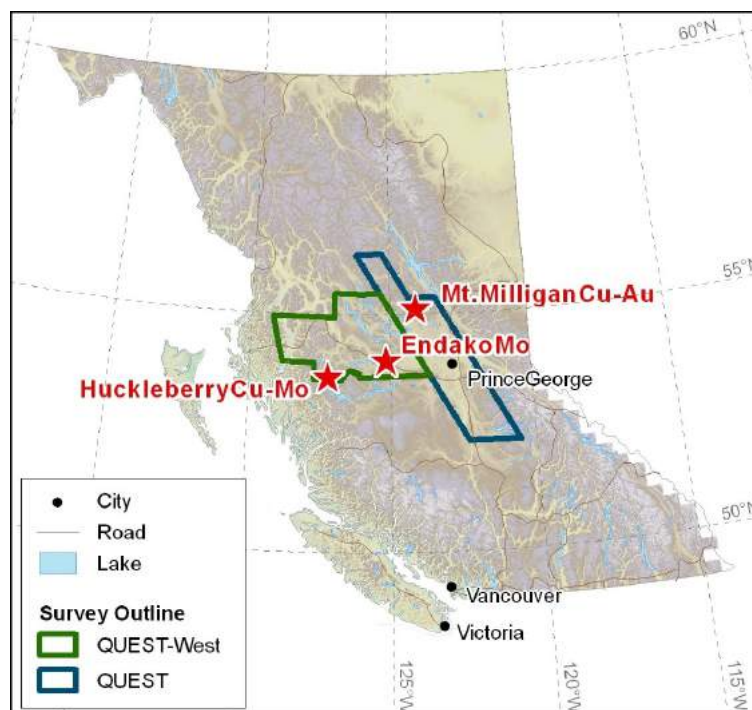 60°N
55°N
Mt.MilliganCu-Au
EndakoMo
PrinceGeorge
HuckleberryCu-Mo
50°N
City
Road
Lake
Survey Outline
QUEST-West
QUEST
Vancouver
Victoria
125°W
120°W
115°W